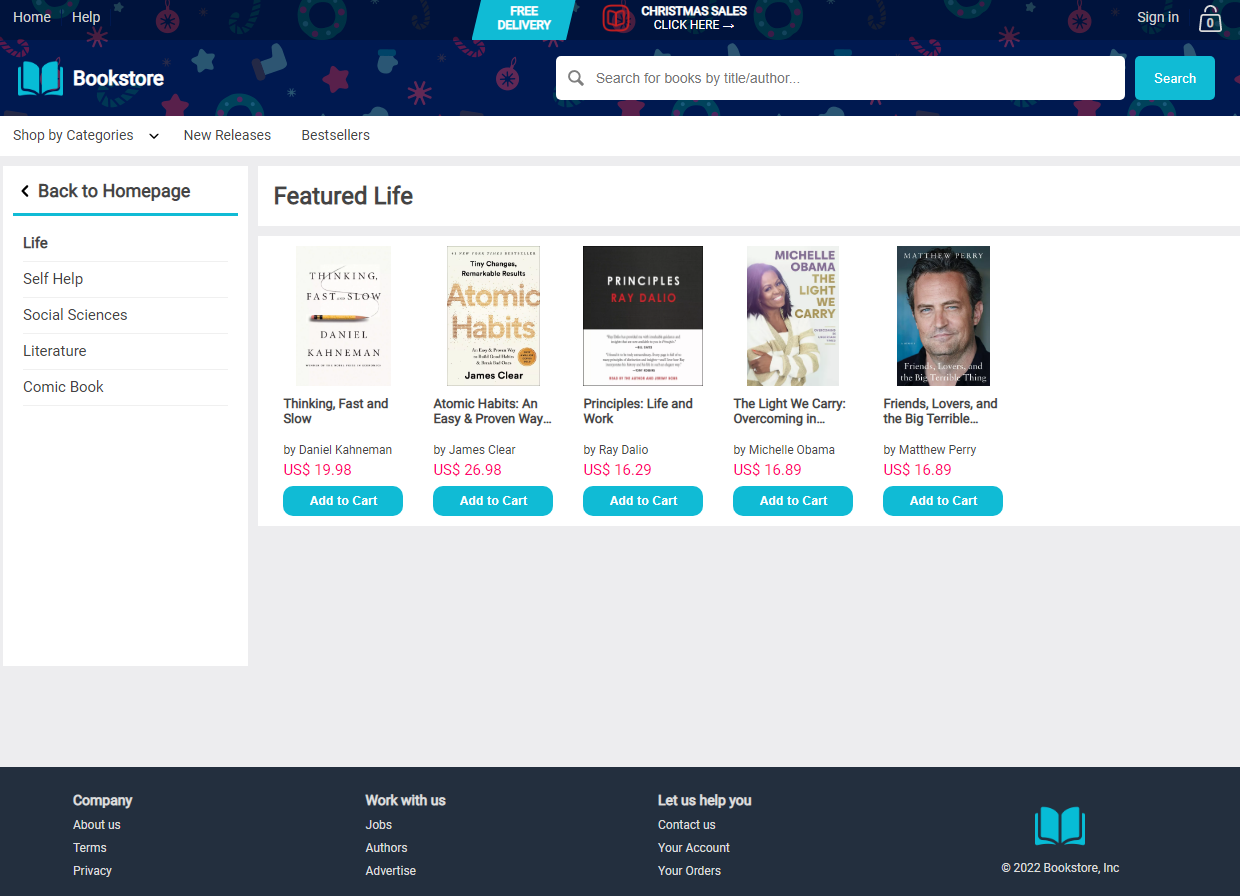 Home
Help
FREE
DELIVERY
CHRISTMAS SALES
CLICK HERE →
Sign in
0
Bookstore
Search for books by title/author...
Search
Shop by Categories
New Releases
Bestsellers
Back to Homepage
Life
Self Help
Social Sciences
Literature
Comic Book
Featured Life
THINKING,
FAST AND SLOW
DANIEL
KAHNEMAN
Thinking, Fast and
Slow
by Daniel Kahneman
US$ 19.98
Add to Cart
#1 NEW YORK TIMES BESTSELLER
Tiny Changes,
Remarkable Results
Atomic
Habits
An Easy & Proven Way
to Build Good Habits
& Break Bad Ones
James Clear
Atomic Habits: An
Easy & Proven Way...
by James Clear
US$ 26.98
Add to Cart
PRINCIPLES
RAY DALIO
Principles: Life and
Work
by Ray Dalio
US$ 16.29
Add to Cart
MICHELLE
OBAMA
THE
LIGHT
WE
CARRY
The Light We Carry:
Overcoming in...
by Michelle Obama
US$ 16.89
Add to Cart
MATTHEW PERRY
Friends, Lovers, and
the Big Terrible Thing
Friends, Lovers, and
the Big Terrible...
by Matthew Perry
US$ 16.89
Add to Cart
Company
About us
Terms
Privacy
Work with us
Jobs
Authors
Advertise
Let us help you
Contact us
Your Account
Your Orders
© 2022 Bookstore, Inc